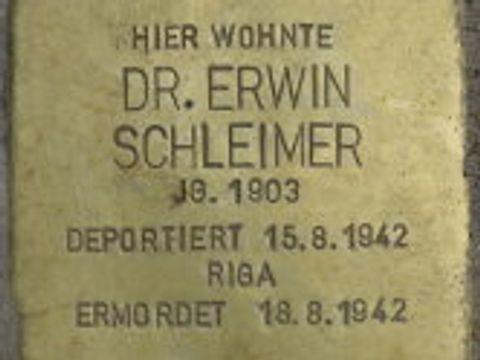 HIER WOHNTE
DR. ERWIN
SCHLEIMER
JG. 1903
DEPORTIERT 15.8.1942
RIGA
ERMORDET 18.8.1942